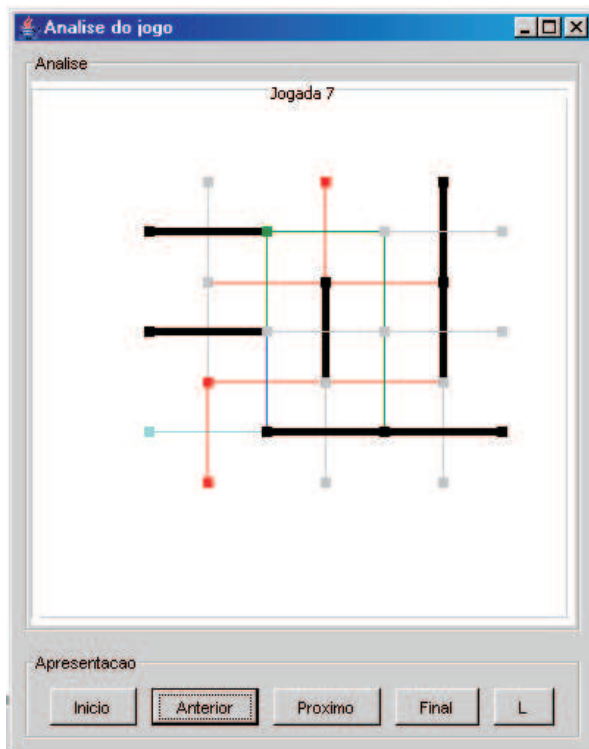 Analise do jogo
Analise
Jogada 7
Apresentacao
Inicio Anterior Proximo Final L